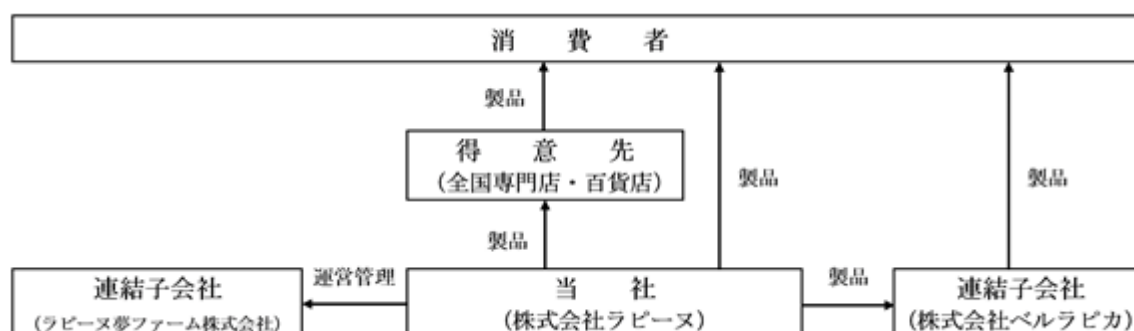 消費者
製品
得意先
(全国専門店・百貨店)
製品
製品
製品
連結子会社
(ラピーヌ夢ファーム株式会社)
運営管理
当社
(株式会社ラピーヌ)
製品
連結子会社
(株式会社ベルラピカ)